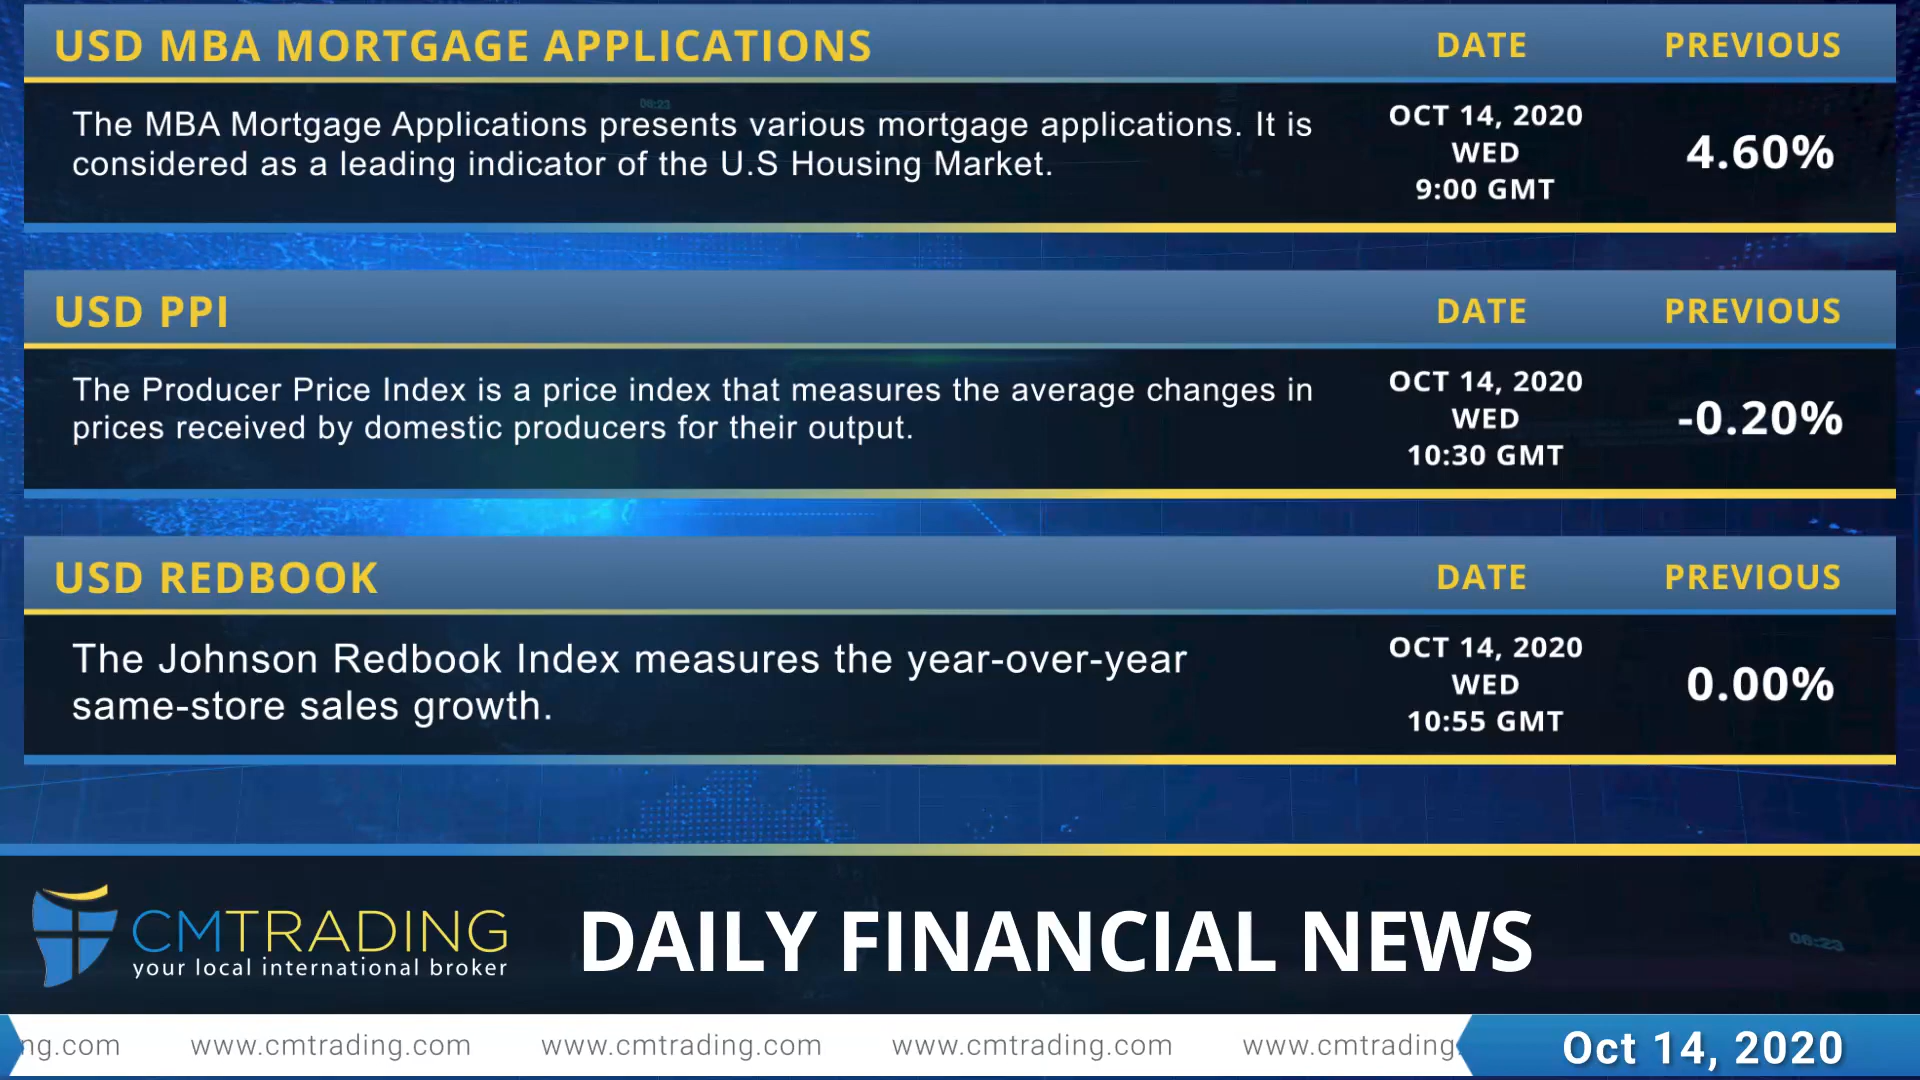 USD MBA MORTGAGE APPLICATIONS DATE PREVIOUS
06:23
The MBA Mortgage Applications presents various mortgage applications. It is
considered as a leading indicator of the U.S Housing Market.
OCT 14, 2020
WED
9:00 GMT
4.60%
USD PPI DATE PREVIOUS
The Producer Price Index is a price index that measures the average changes in
prices received by domestic producers for their output.
OCT 14, 2020
WED
10:30 GMT
-0.20%
USD REDBOOK DATE PREVIOUS
The Johnson Redbook Index measures the year-over-year
same-store sales growth.
OCT 14, 2020
WED
10:55 GMT
0.00%
CMTRADING
your local international broker
DAILY FINANCIAL NEWS
06:23
ng.com www.cmtrading.com www.cmtrading.com www.cmtrading.com www.cmtrading.
Oct 14, 2020